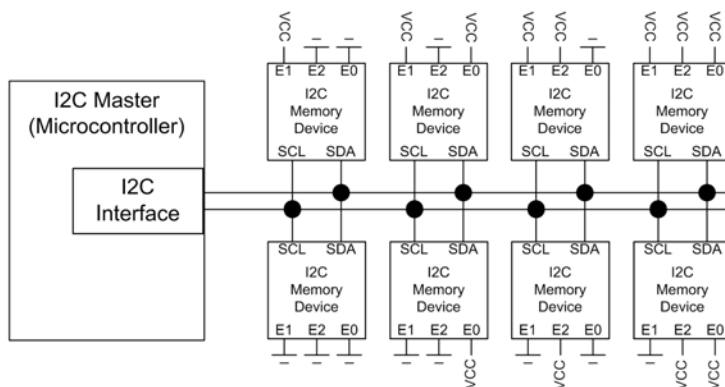 I2C Master
(Microcontroller)
I2C
Interface
VCC
E1 E2 E0
I2C
Memory
Device
SCL SDA
VCC VCC
E1 E2 E0
I2C
Memory
Device
SCL SDA
VCC VCC
E1 E2 E0
I2C
Memory
Device
SCL SDA
VCC VCC VCC
E1 E2 E0
I2C
Memory
Device
SCL SDA
SCL SDA
I2C
Memory
Device
E1 E2 E0
SCL SDA
I2C
Memory
Device
E1 E2 E0
VCC
SCL SDA
I2C
Memory
Device
E1 E2 E0
VCC
SCL SDA
I2C
Memory
Device
E1 E2 E0
VCC VCC